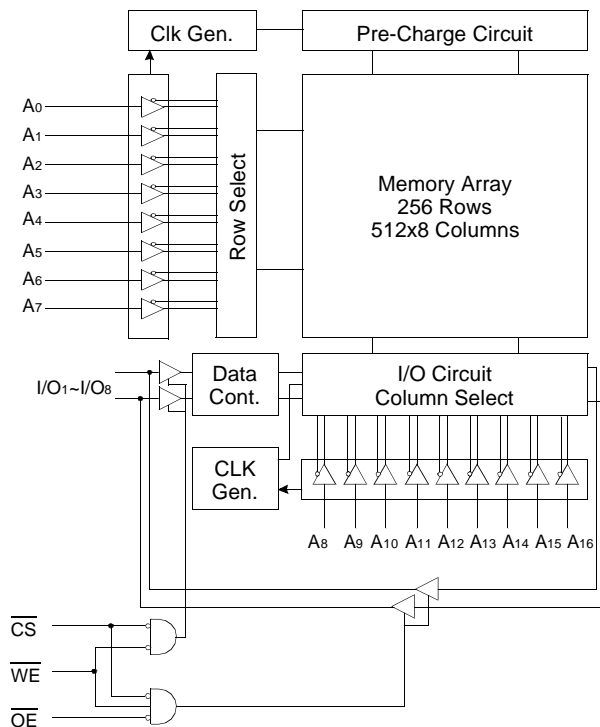 Clk Gen.
Pre-Charge Circuit
A0
A1
A2
A3
A4
A5
A6
A7
Row Select
Memory Array
256 Rows
512x8 Columns
I/O1~I/O8
Data
Cont.
I/O Circuit
Column Select
CLK
Gen.
A8 A9 A10 A11 A12 A13 A14 A15 A16
CS
WE
OE